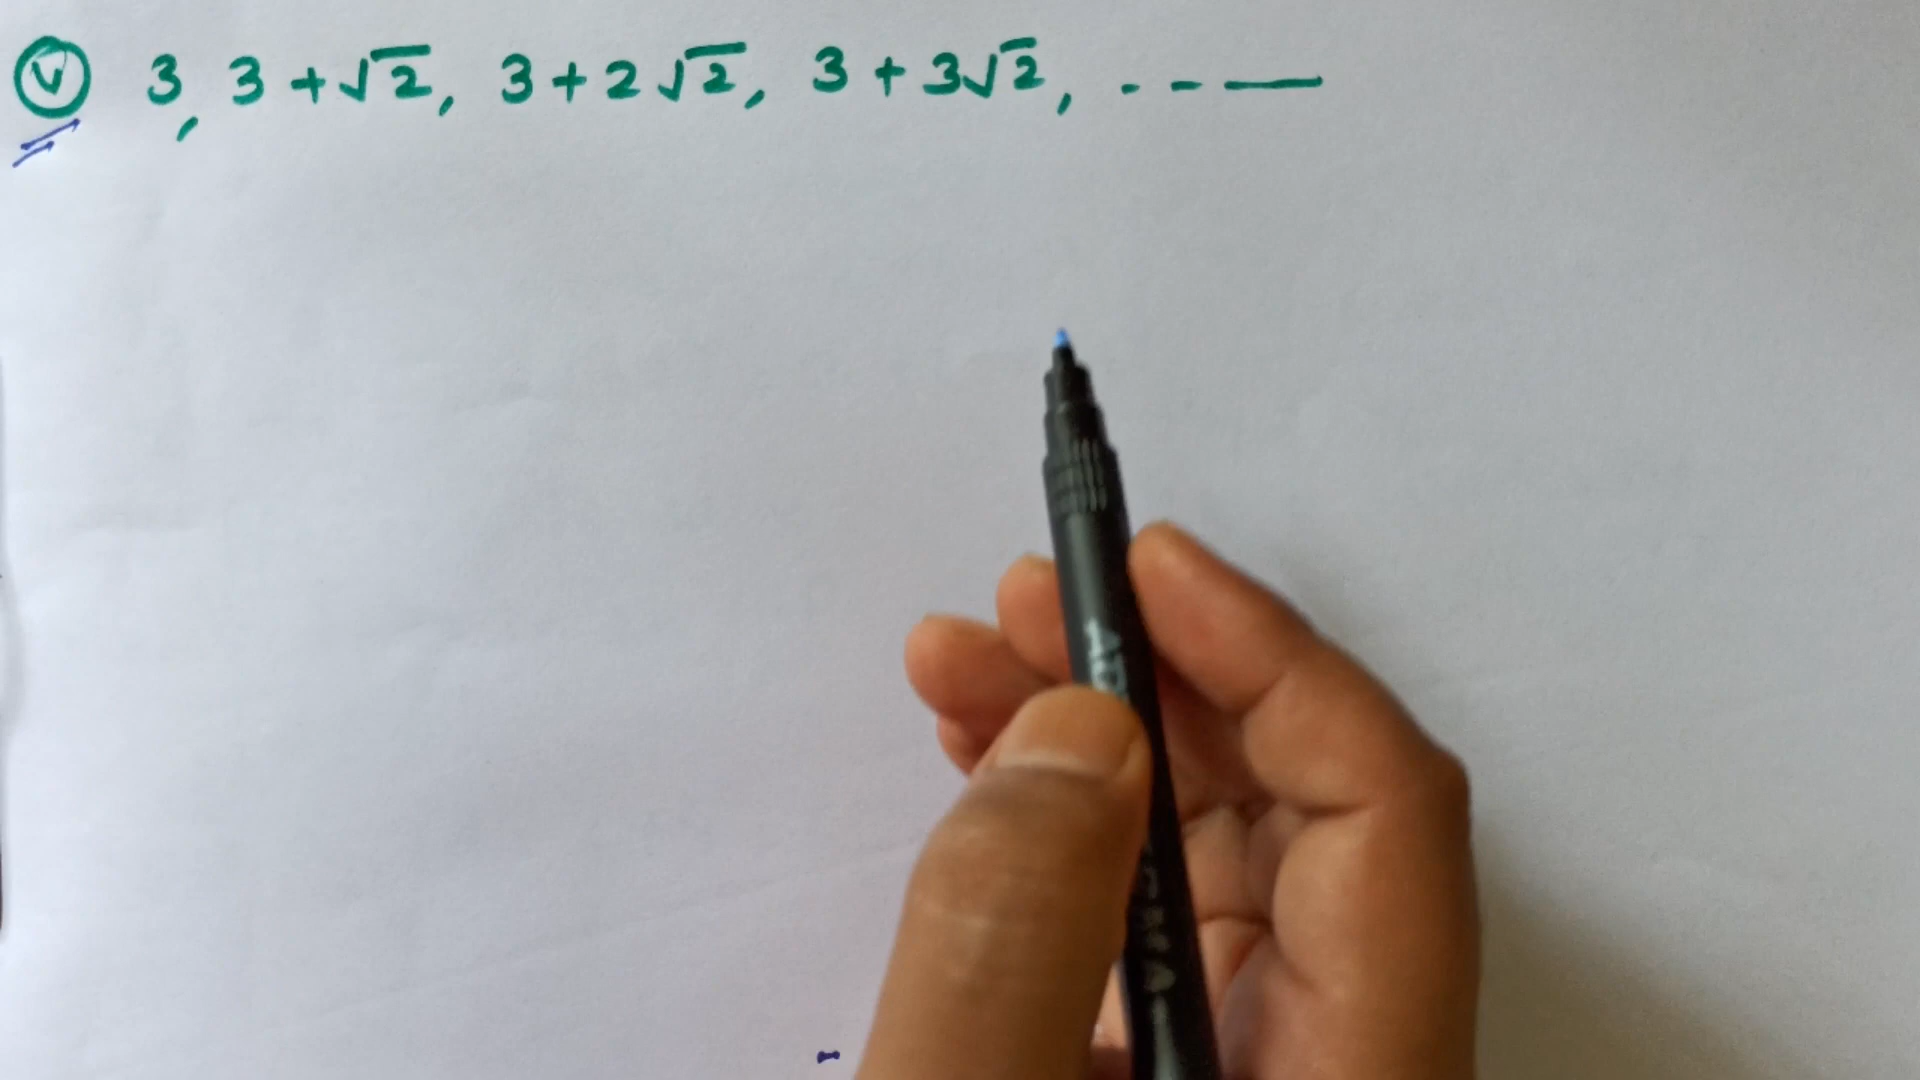 (v) 3, 3 + √2, 3 + 2√2, 3 + 3√2, - - —